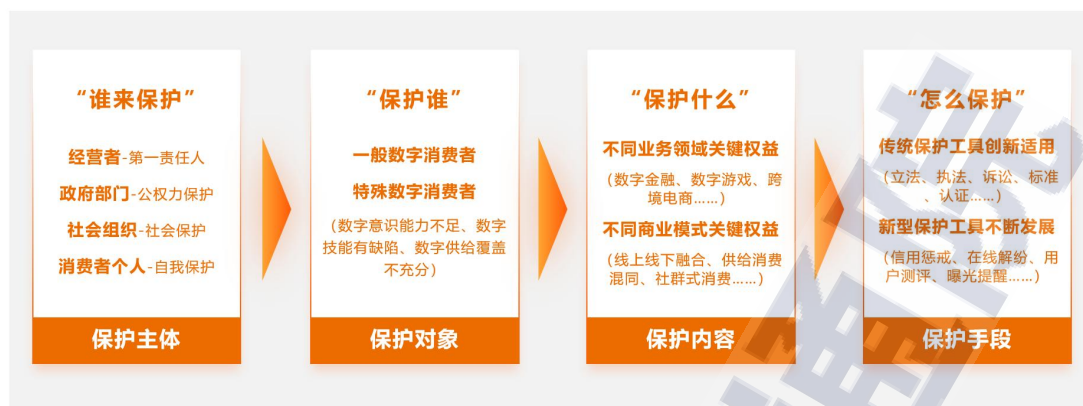 “谁来保护”
经营者-第一责任人
政府部门-公权力保护
社会组织-社会保护
消费者个人-自我保护
保护主体
“保护谁”
一般数字消费者
特殊数字消费者
（数字意识能力不足、数字
技能有缺陷、数字供给覆盖
不充分）
保护对象
“保护什么”
不同业务领域关键权益
（数字金融、数字游戏、跨
境电商……）
不同商业模式关键权益
（线上线下融合、供给消费
混同、社群式消费……）
保护内容
“怎么保护”
传统保护工具创新适用
（立法、执法、诉讼、标准
、认证……）
新型保护工具不断发展
（信用惩戒、在线解纷、用
户测评、曝光提醒……）
保护手段